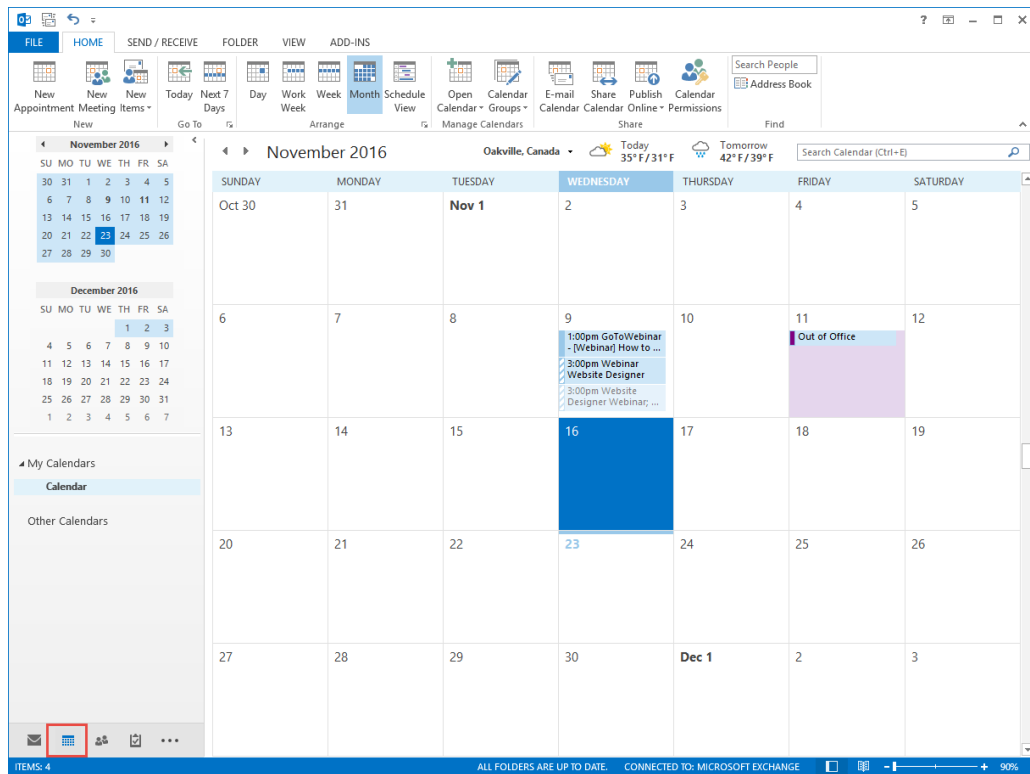 ?
FILE HOME SEND / RECEIVE FOLDER VIEW ADD-INS
New Appointment
New Meeting
New Items
Today
Next 7 Days
Day
Work Week
Week
Month
Schedule View
Open Calendar
Calendar Groups
E-mail Calendar
Share Calendar
Publish Online
Calendar Permissions
Search People
Address Book
New Go To Arrange Manage Calendars Share Find
November 2016
SU MO TU WE TH FR SA
30 31 1 2 3 4 5
6 7 8 9 10 11 12
13 14 15 16 17 18 19
20 21 22 23 24 25 26
27 28 29 30
December 2016
SU MO TU WE TH FR SA
1 2 3
4 5 6 7 8 9 10
11 12 13 14 15 16 17
18 19 20 21 22 23 24
25 26 27 28 29 30 31
1 2 3 4 5 6 7
My Calendars
Calendar
Other Calendars
November 2016
Oakville, Canada
Today
35°F/31°F
Tomorrow
42°F/39°F
Search Calendar (Ctrl+E)
SUNDAY MONDAY TUESDAY WEDNESDAY THURSDAY FRIDAY SATURDAY
Oct 30 31 Nov 1 2 3 4 5
6 7 8 9 10 11 12
1:00pm GoToWebinar
- [Webinar] How to ...
3:00pm Webinar
Website Designer
3:00pm Website
Designer Webinar; ...
Out of Office
13 14 15 16 17 18 19
20 21 22 23 24 25 26
27 28 29 30 Dec 1 2 3
ITEMS: 4 ALL FOLDERS ARE UP TO DATE. CONNECTED TO: MICROSOFT EXCHANGE 90%